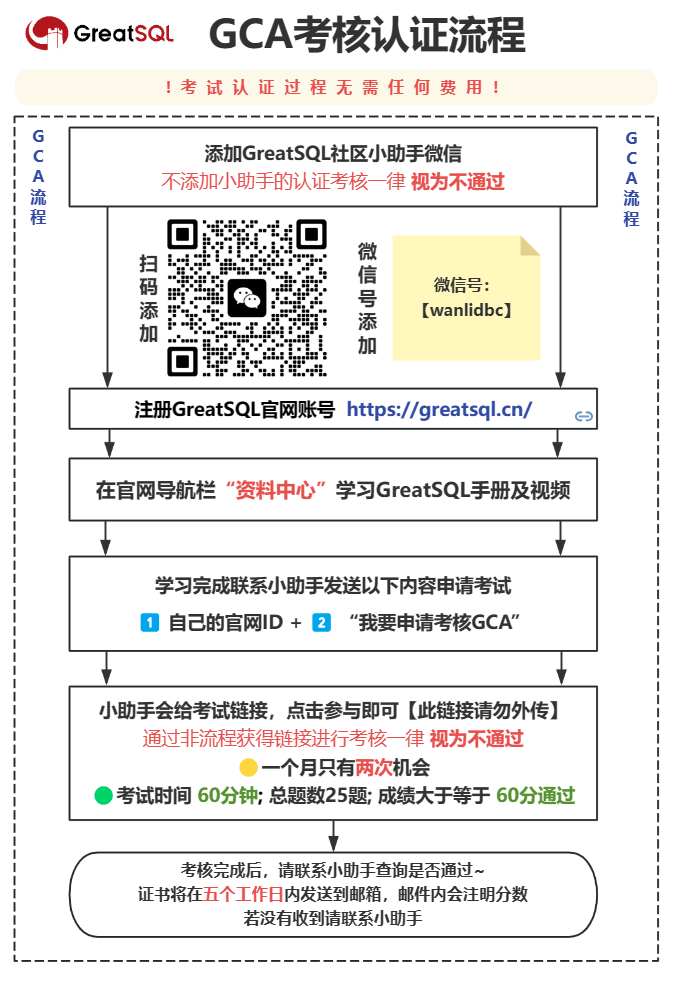 GreatSQL
GCA考核认证流程
！考试认证过程无需任何费用！
GCA流程
GCA流程
添加GreatSQL社区小助手微信
不添加小助手的认证考核一律 视为不通过
扫码添加
微信号添加
微信号：
【wanlidbc】
注册GreatSQL官网账号 https://greatsql.cn/
在官网导航栏“资料中心”学习GreatSQL手册及视频
学习完成联系小助手发送以下内容申请考试
1 自己的官网ID + 2 “我要申请考核GCA”
小助手会给考试链接，点击参与即可【此链接请勿外传】
通过非流程获得链接进行考核一律 视为不通过
一个月只有两次机会
考试时间 60分钟; 总题数25题; 成绩大于等于 60分通过
考核完成后，请联系小助手查询是否通过~
证书将在五个工作日内发送到邮箱，邮件内会注明分数
若没有收到请联系小助手